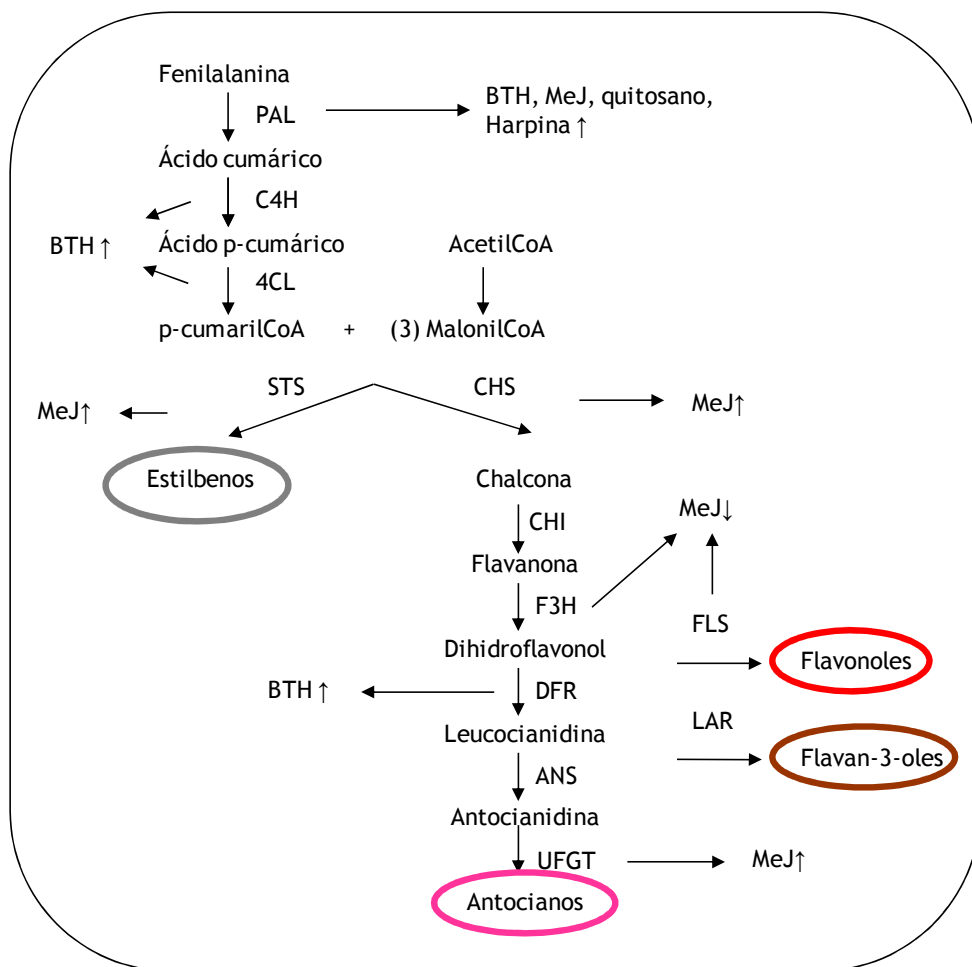 Fenilalanina
PAL
BTH, MeJ, quitosano,
Harpina ↑
Ácido cumárico
C4H
BTH ↑
Ácido p-cumárico
AcetilCoA
4CL
p-cumarilCoA + (3) MalonilCoA
STS
CHS
MeJ↑
MeJ↑
Estilbenos
Chalcona
MeJ↓
CHI
Flavanona
F3H
FLS
Dihidroflavonol
Flavonoles
BTH ↑
DFR
LAR
Leucocianidina
Flavan-3-oles
ANS
Antocianidina
UFGT
MeJ↑
Antocianos